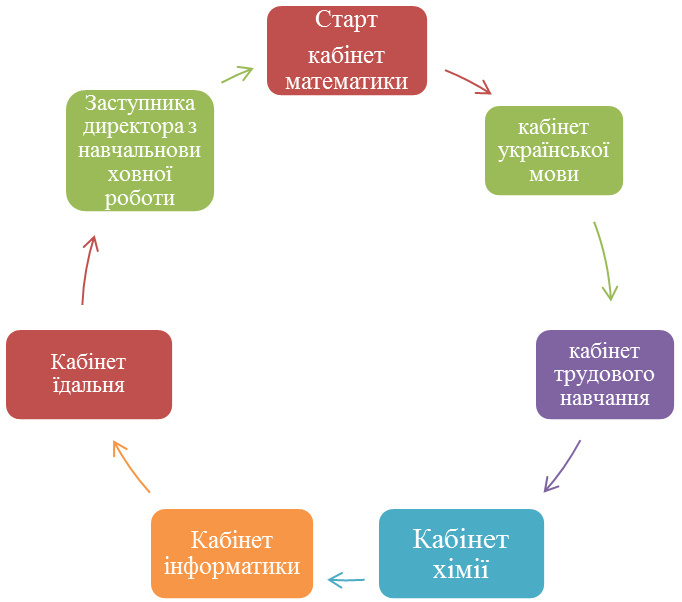 Старт
кабінет
математики
кабінет
української
мови
кабінет
трудового
навчання
Кабінет
хімії
Кабінет
інформатики
Кабінет
їдальня
Заступника
директора з
навчальнови
ховної
роботи